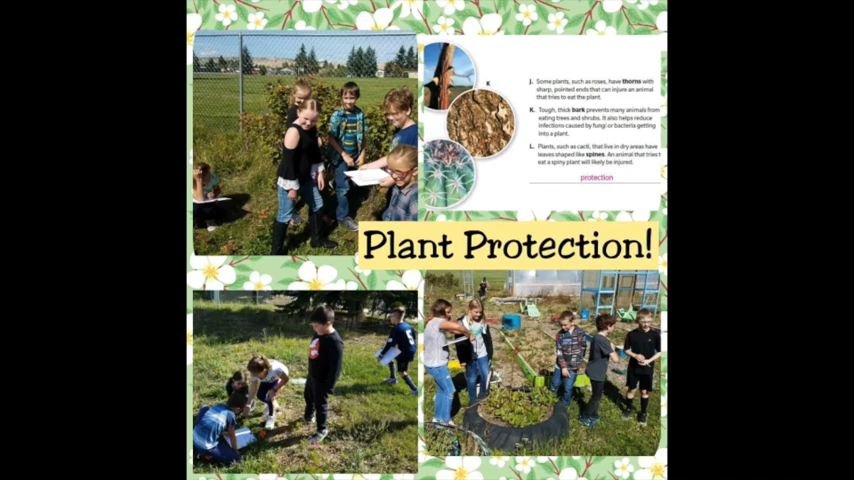 J. Some plants, such as roses, have thorns with
sharp, pointed ends that can injure an animal
that tries to eat the plant.
K
K. Tough, thick bark prevents many animals from
eating trees and shrubs. It also helps reduce
infections caused by fungi or bacteria getting
into a plant.
L. Plants, such as cacti, that live in dry areas have
leaves shaped like spines. An animal that tries t
eat a spiny plant will likely be injured.
protection
Plant Protection!